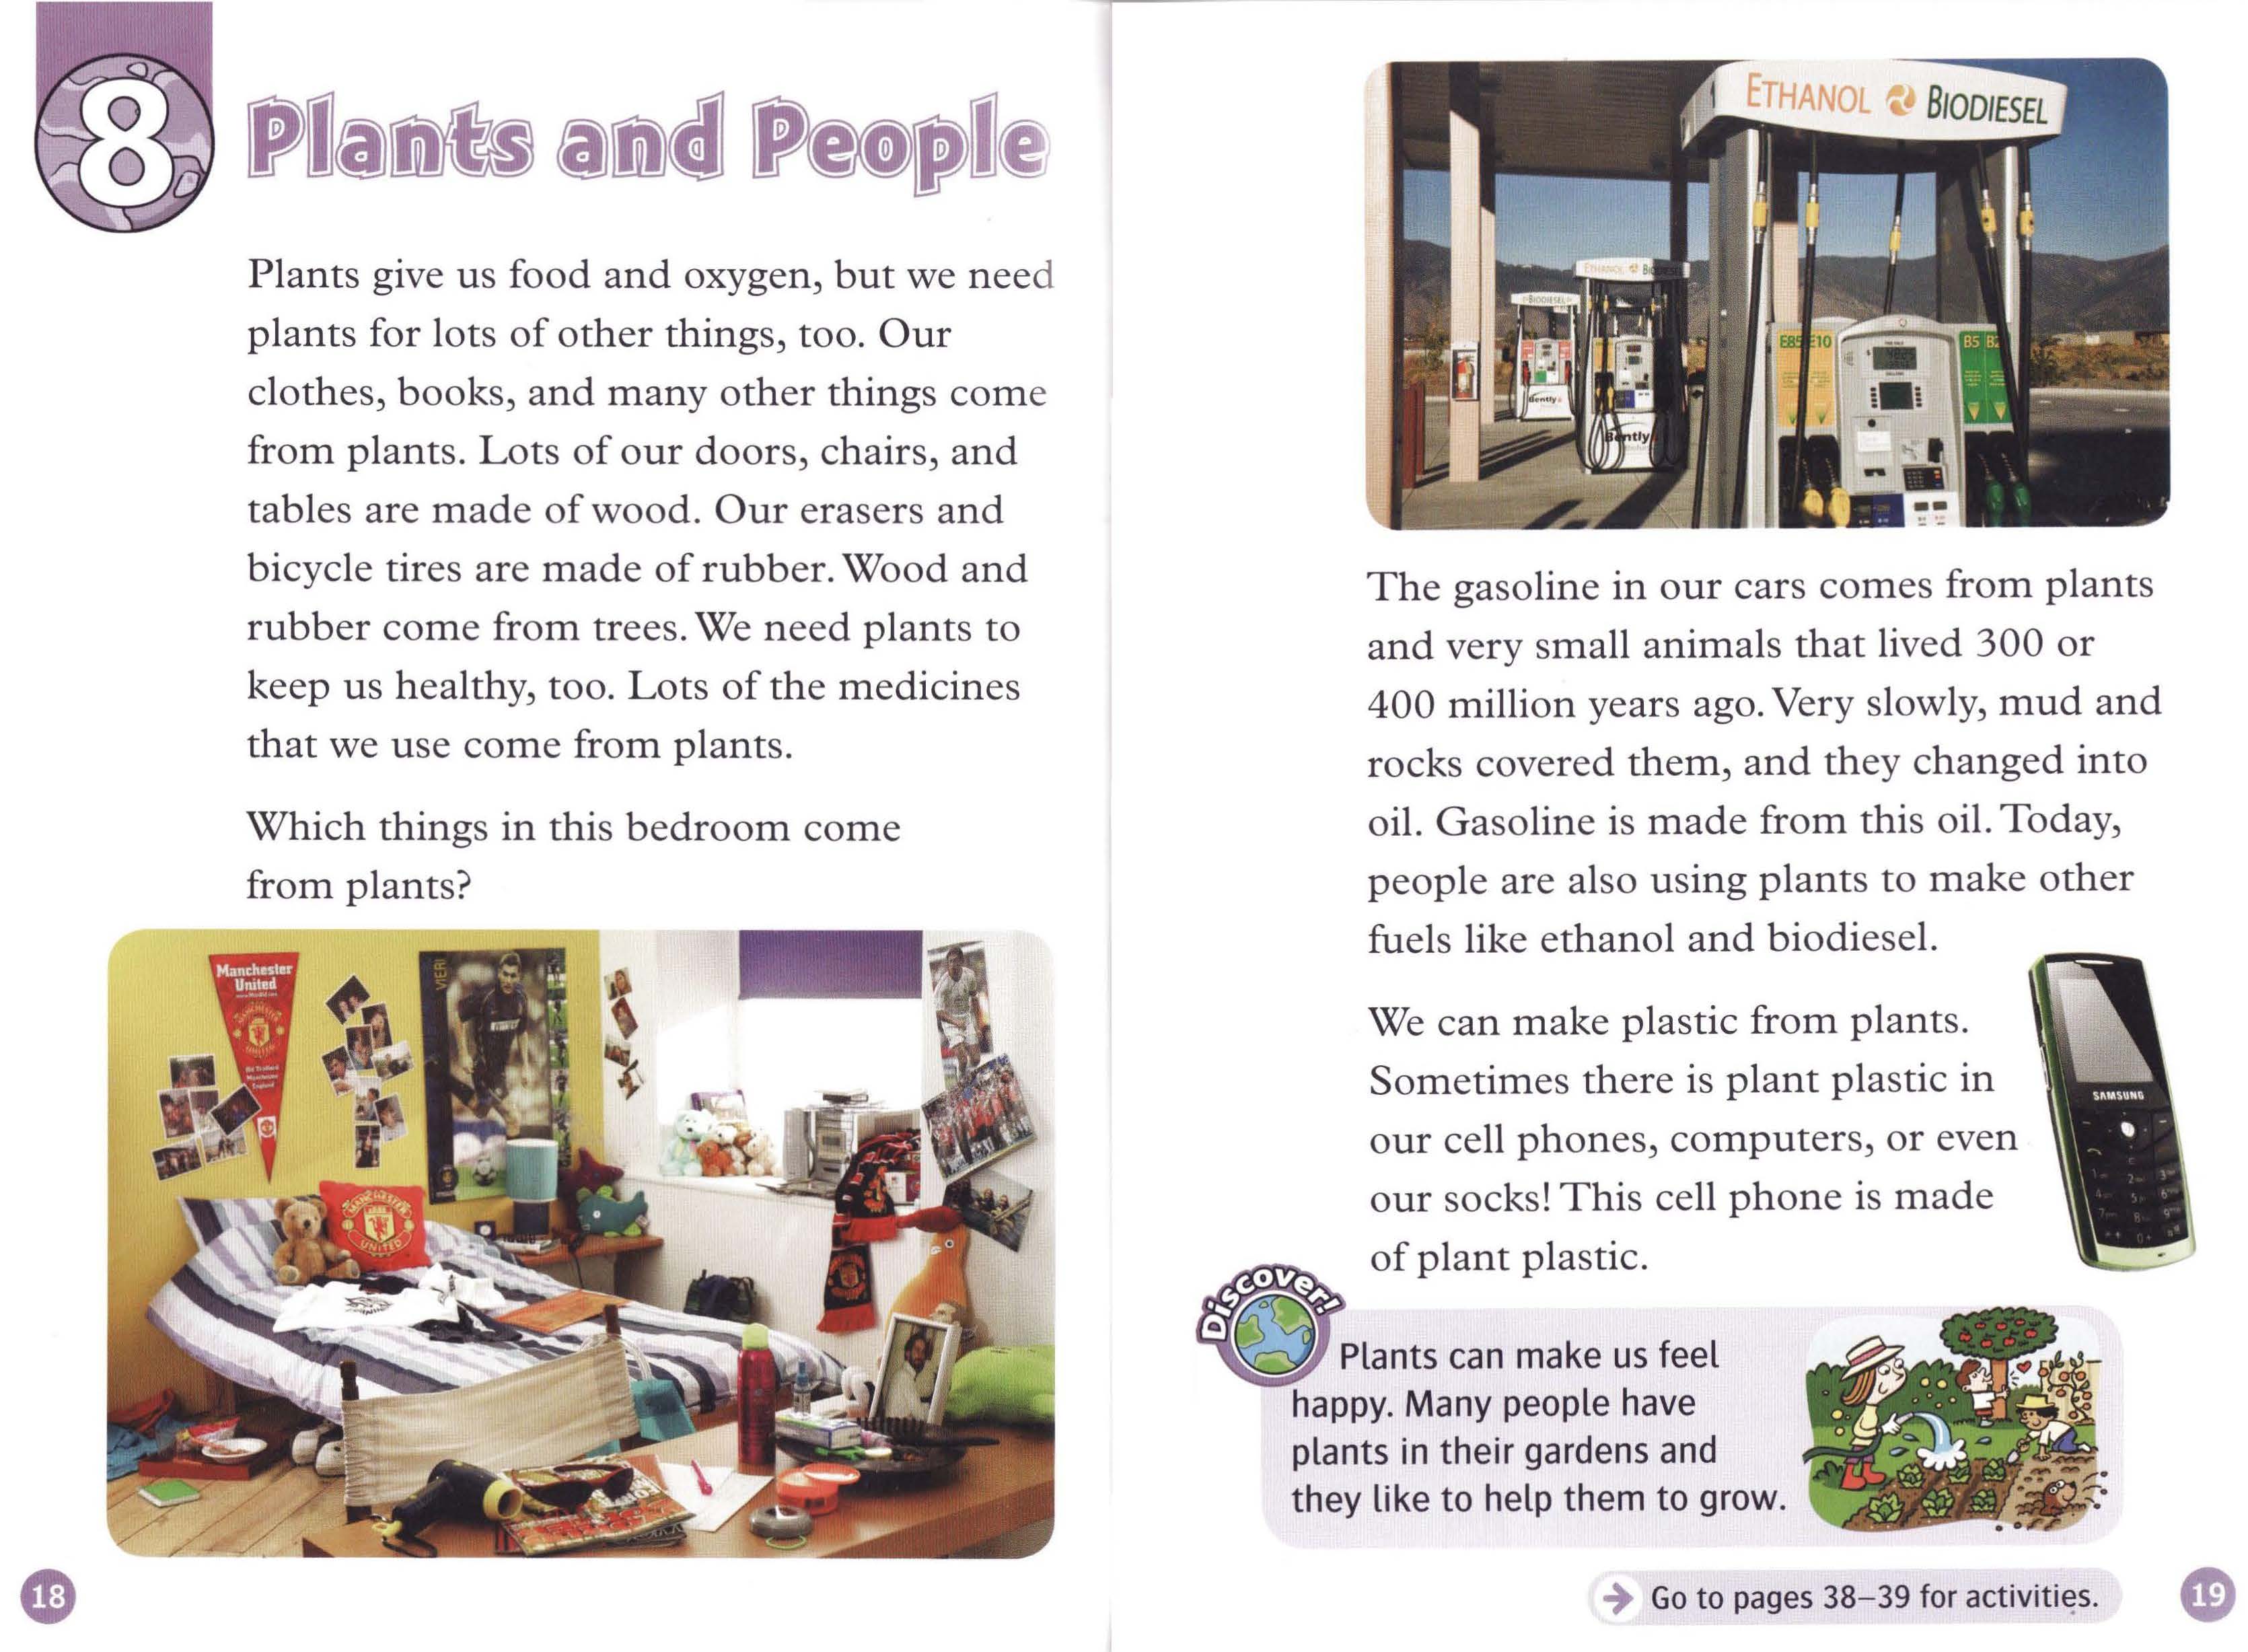 8
Plants and People
Plants give us food and oxygen, but we need
plants for lots of other things, too. Our
clothes, books, and many other things come
from plants. Lots of our doors, chairs, and
tables are made of wood. Our erasers and
bicycle tires are made of rubber. Wood and
rubber come from trees. We need plants to
keep us healthy, too. Lots of the medicines
that we use come from plants.
Which things in this bedroom come
from plants?
Manchester
United
VIERI
MANCHESTER
UNITED
18
ETHANOL BIODIESEL
ETHANOL BIODIESEL
BIODIESEL
E85 E10
B5
Bently
Bently
The gasoline in our cars comes from plants
and very small animals that lived 300 or
400 million years ago. Very slowly, mud and
rocks covered them, and they changed into
oil. Gasoline is made from this oil. Today,
people are also using plants to make other
fuels like ethanol and biodiesel.
We can make plastic from plants.
Sometimes there is plant plastic in
our cell phones, computers, or even
our socks! This cell phone is made
of plant plastic.
SAMSUNG
Discover!
Plants can make us feel
happy. Many people have
plants in their gardens and
they like to help them to grow.
Go to pages 38–39 for activities.
19